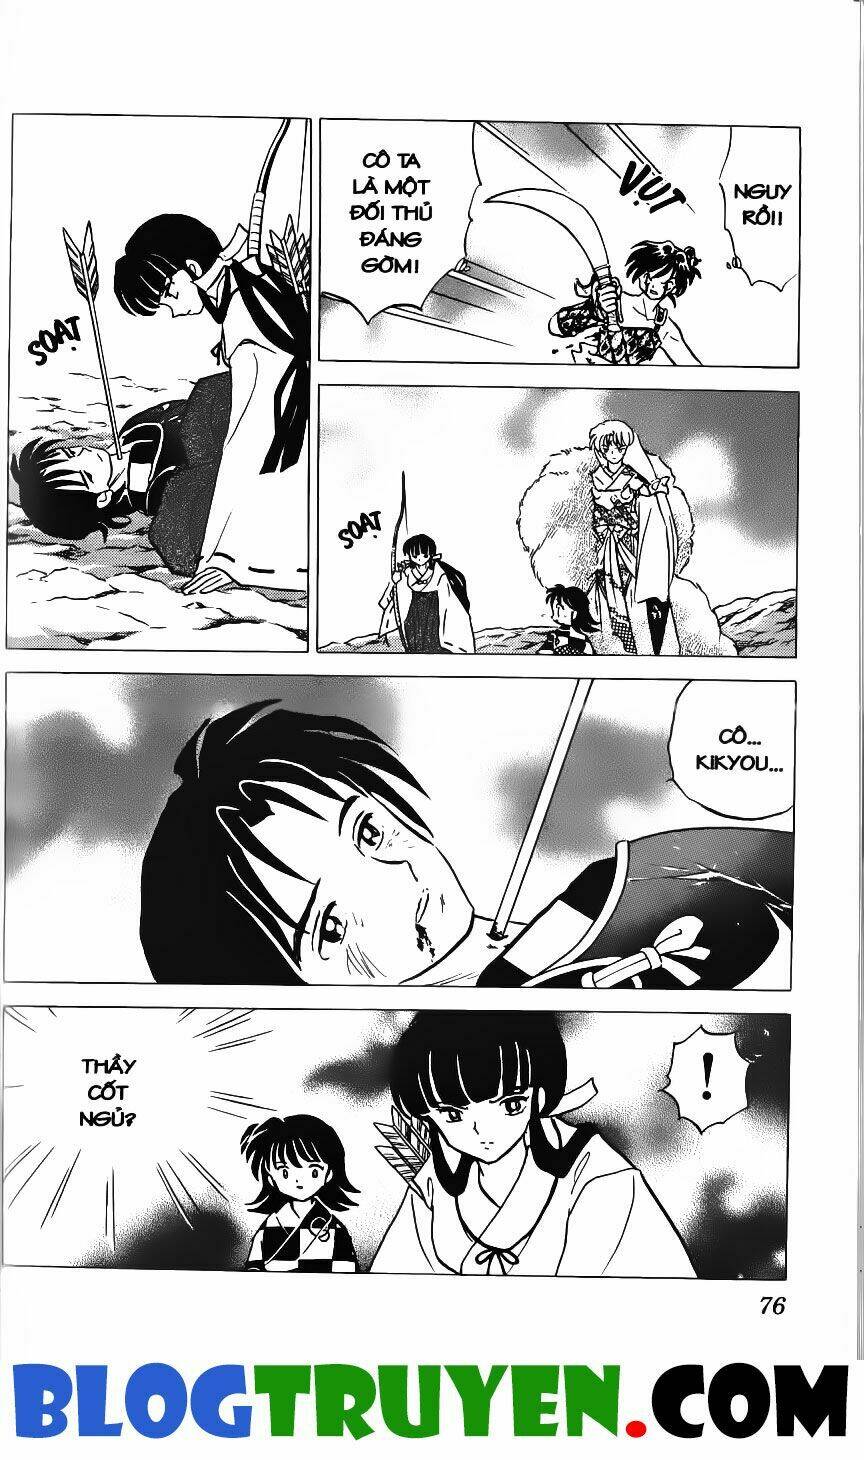 NGUY
RỒI!
VỤT
CÔ TA
LÀ MỘT
ĐỐI THỦ
ĐÁNG
GỜM!
SOẠT
SOẠT
CÔ...
KIKYOU...
!
THẦY
CỐT
NGỦ?
76
BLOGTRUYEN.COM